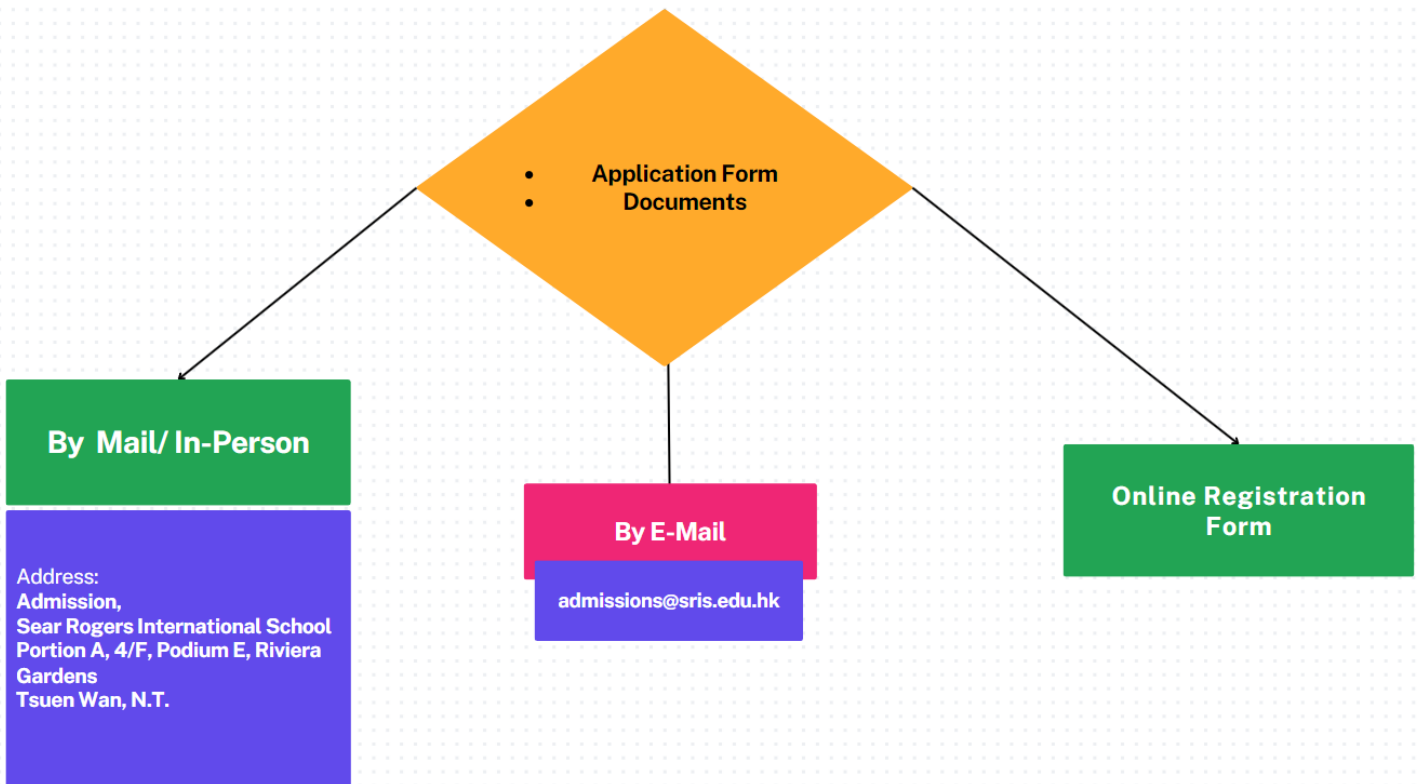 • Application Form
• Documents
By Mail/ In-Person
Address:
Admission,
Sear Rogers International School
Portion A, 4/F, Podium E, Riviera
Gardens
Tsuen Wan, N.T.
By E-Mail
admissions@sris.edu.hk
Online Registration
Form